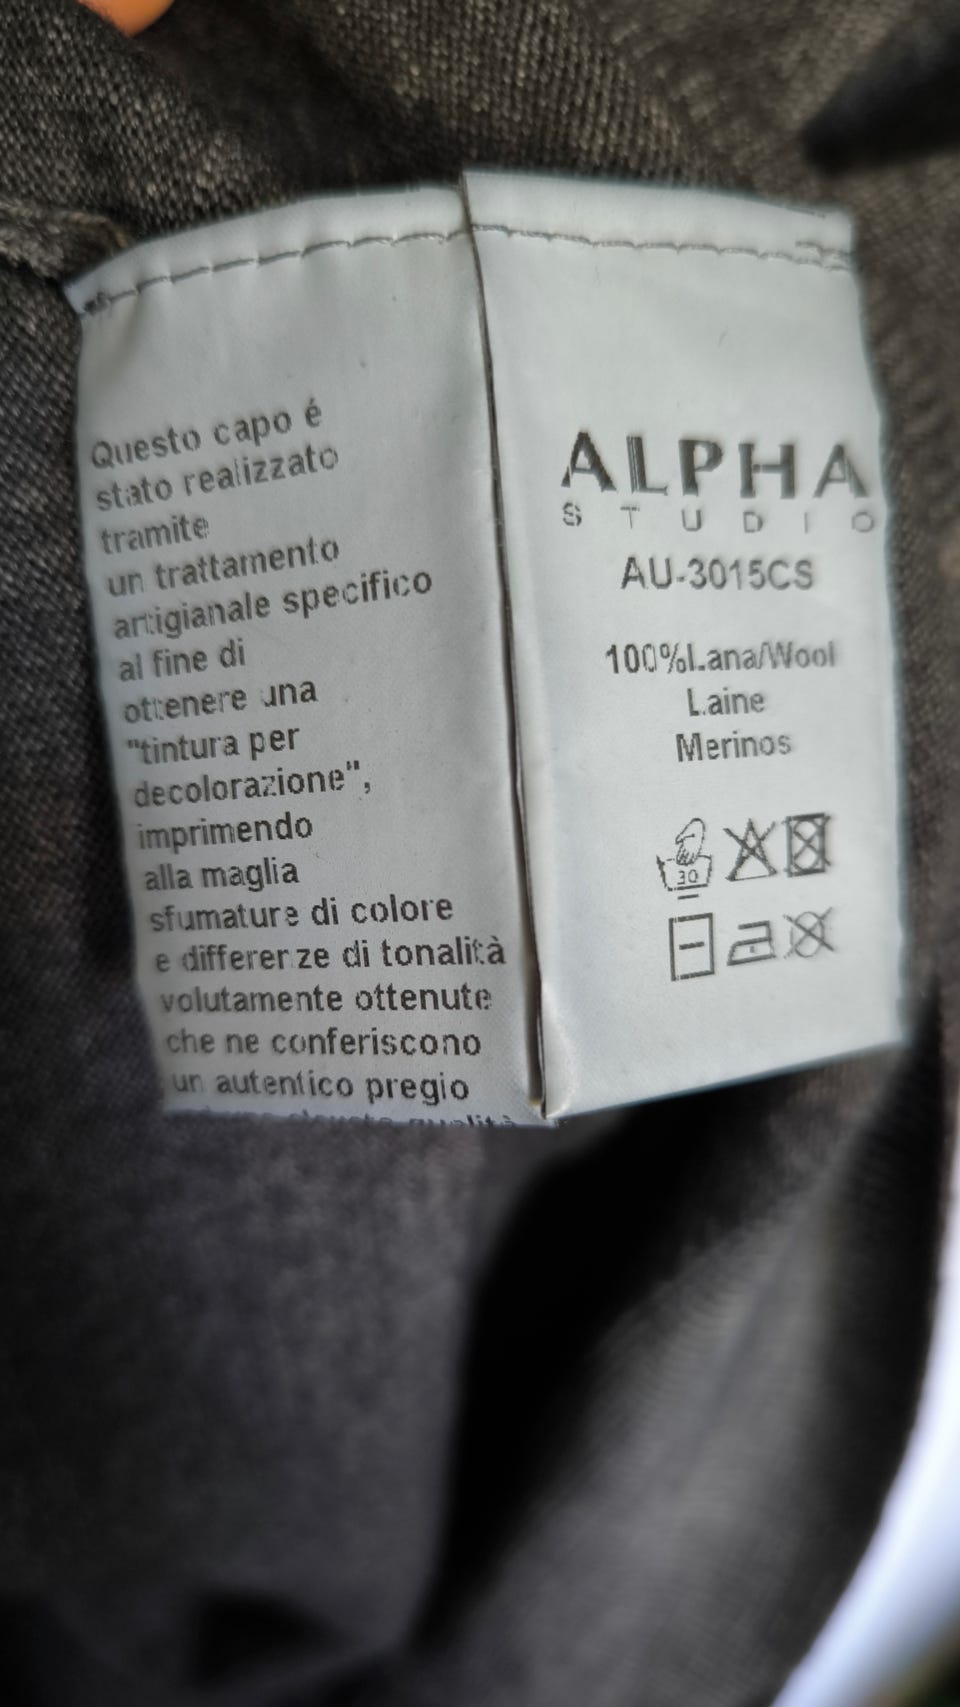 Questo capo é
stato realizzato
tramite
un trattamento
artigianale specifico
al fine di
ottenere una
"tintura per
decolorazione",
imprimendo
alla maglia
sfumature di colore
e differenze di tonalità
volutamente ottenute
che ne conferiscono
un autentico pregio
qualità
ALPHA
STUDIO
AU-3015CS
100%Lana/Wool
Laine
Merinos
30